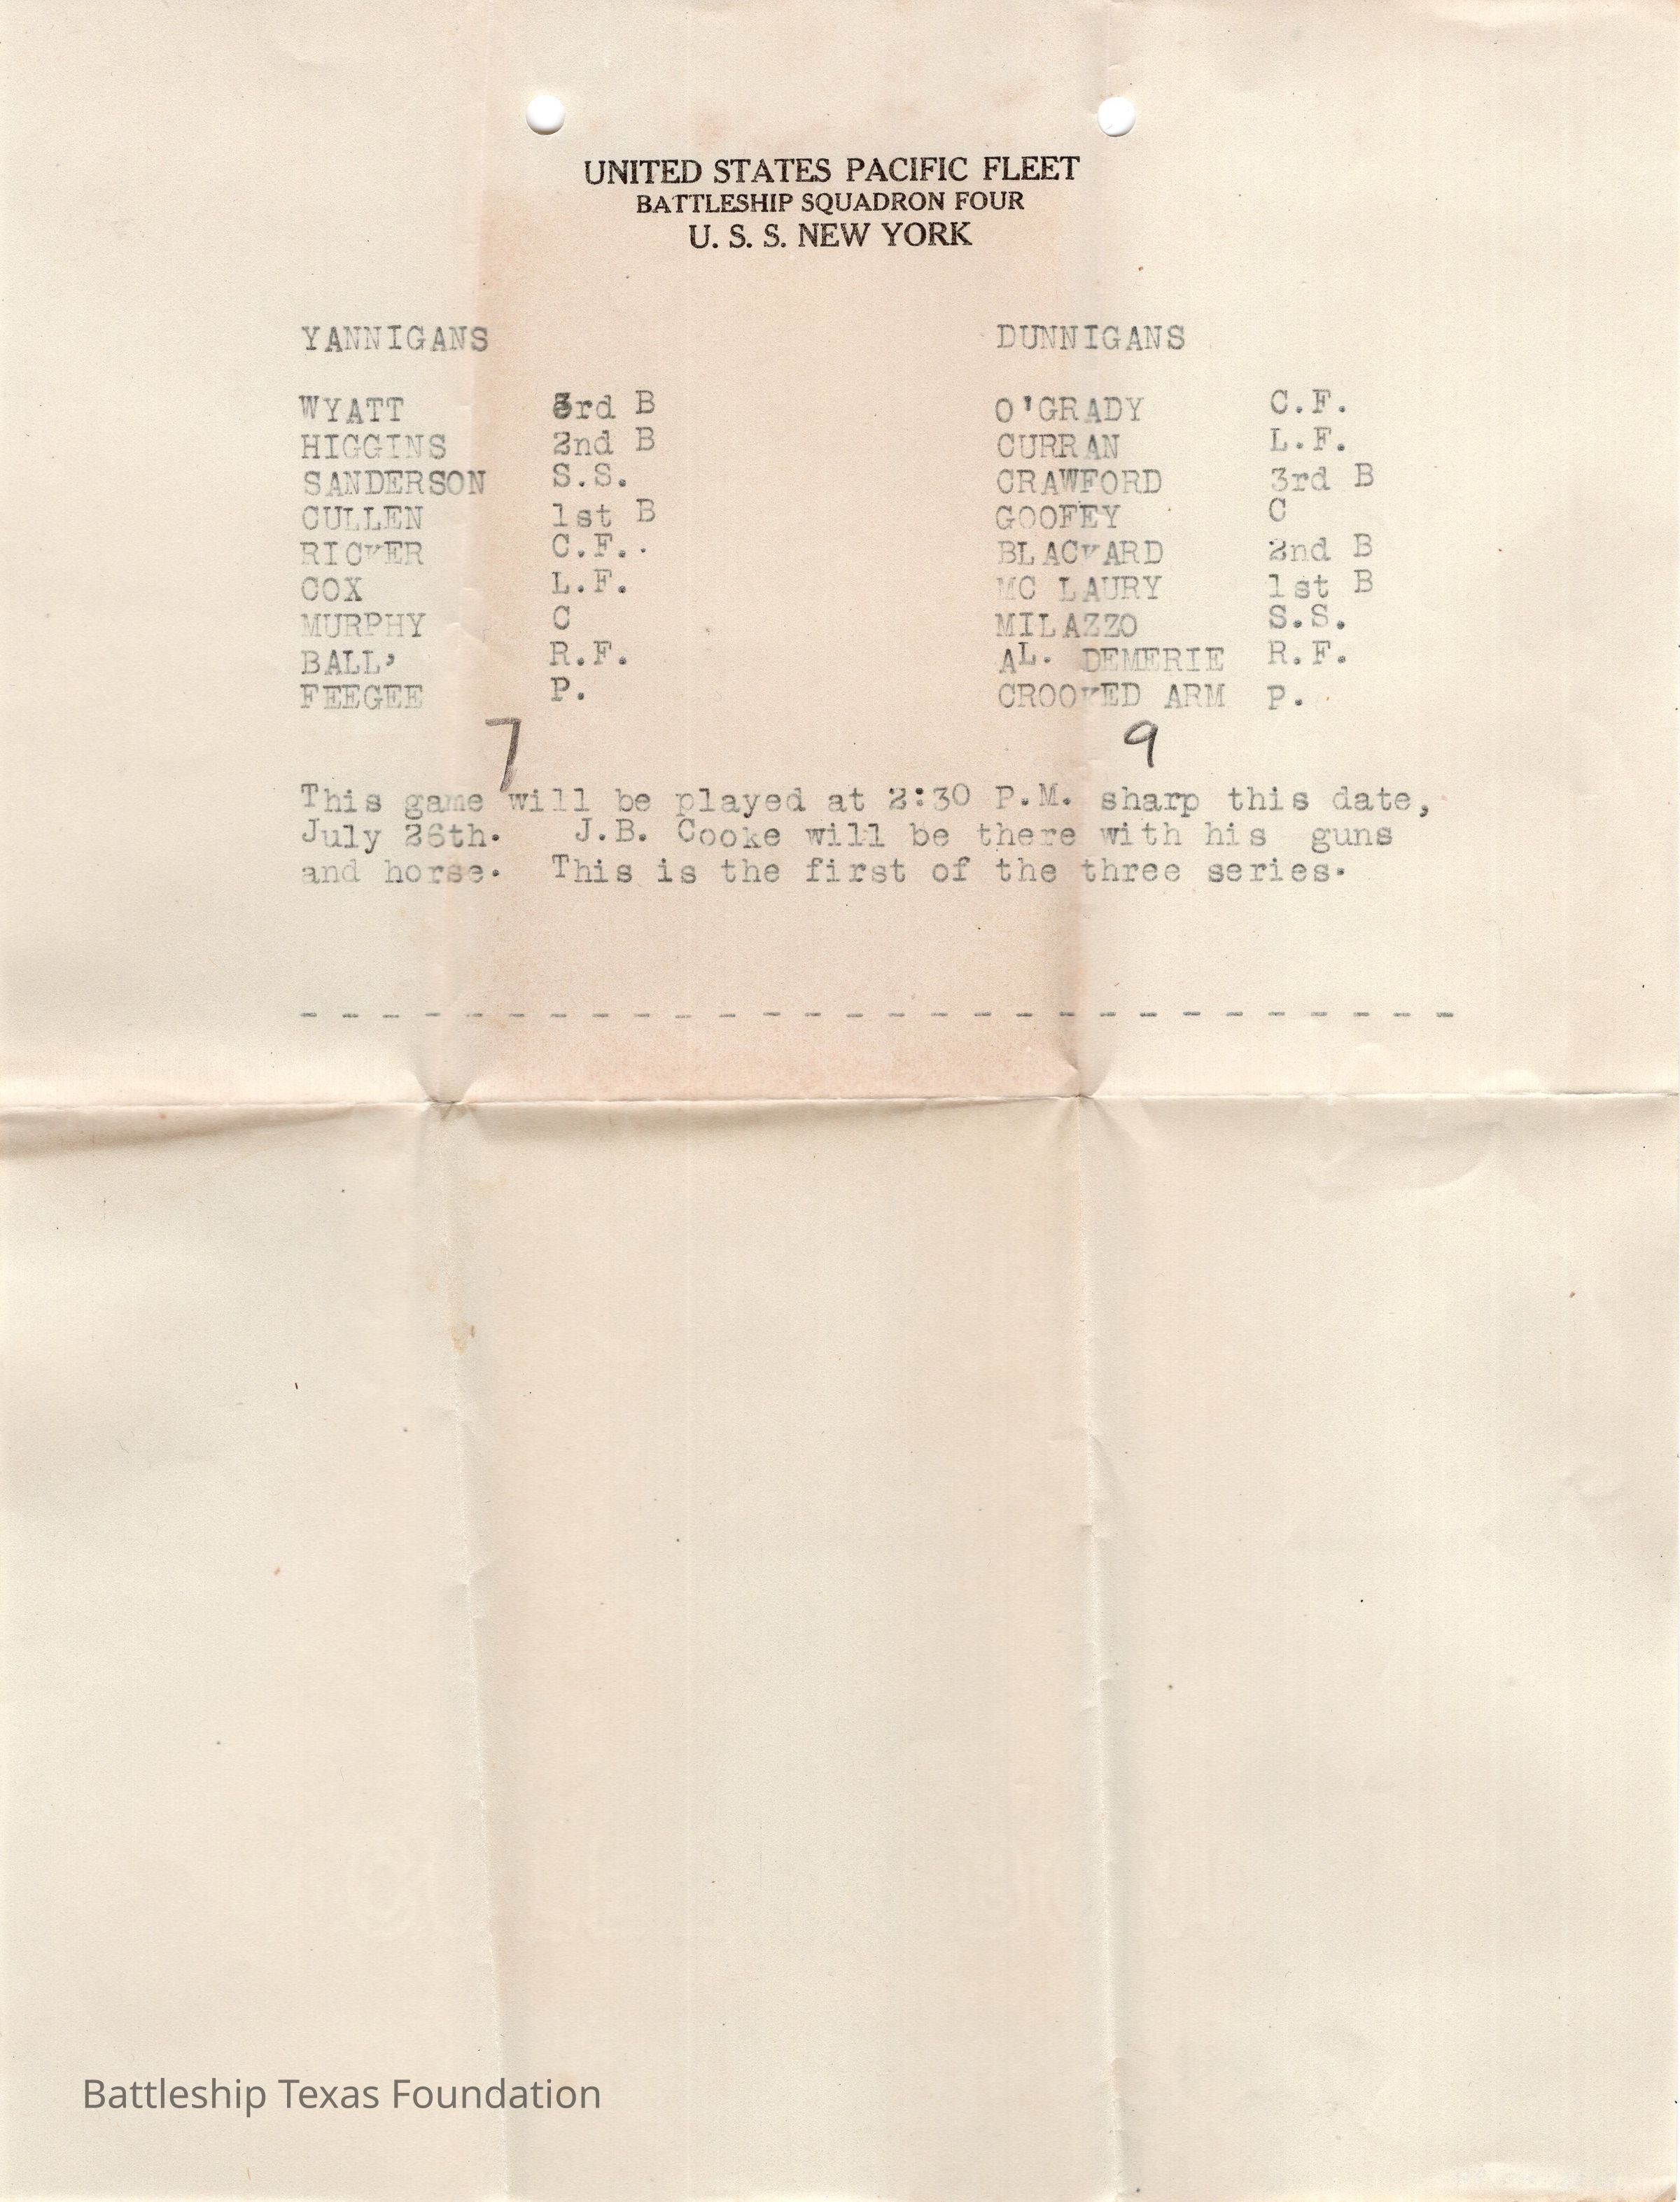 UNITED STATES PACIFIC FLEET
BATTLESHIP SQUADRON FOUR
U. S. S. NEW YORK
YANNIGANS DUNNIGANS
WYATT 3rd B O'GRADY C.F.
HIGGINS 2nd B CURRAN L.F.
SANDERSON S.S. CRAWFORD 3rd B
CULLEN 1st B GOOFEY C
RICKER C.F.. BLACKARD 2nd B
COX L.F. MC LAURY 1st B
MURPHY C MILAZZO S.S.
BALL' R.F. AL. DEMERIE R.F.
FEEGEE P. CROOKED ARM P.
7 9
This game will be played at 2:30 P.M. sharp this date,
July 26th. J.B. Cooke will be there with his guns
and horse. This is the first of the three series.
- - - - - - - - - - - - - - - - - - - - - - - - - - - -
Battleship Texas Foundation